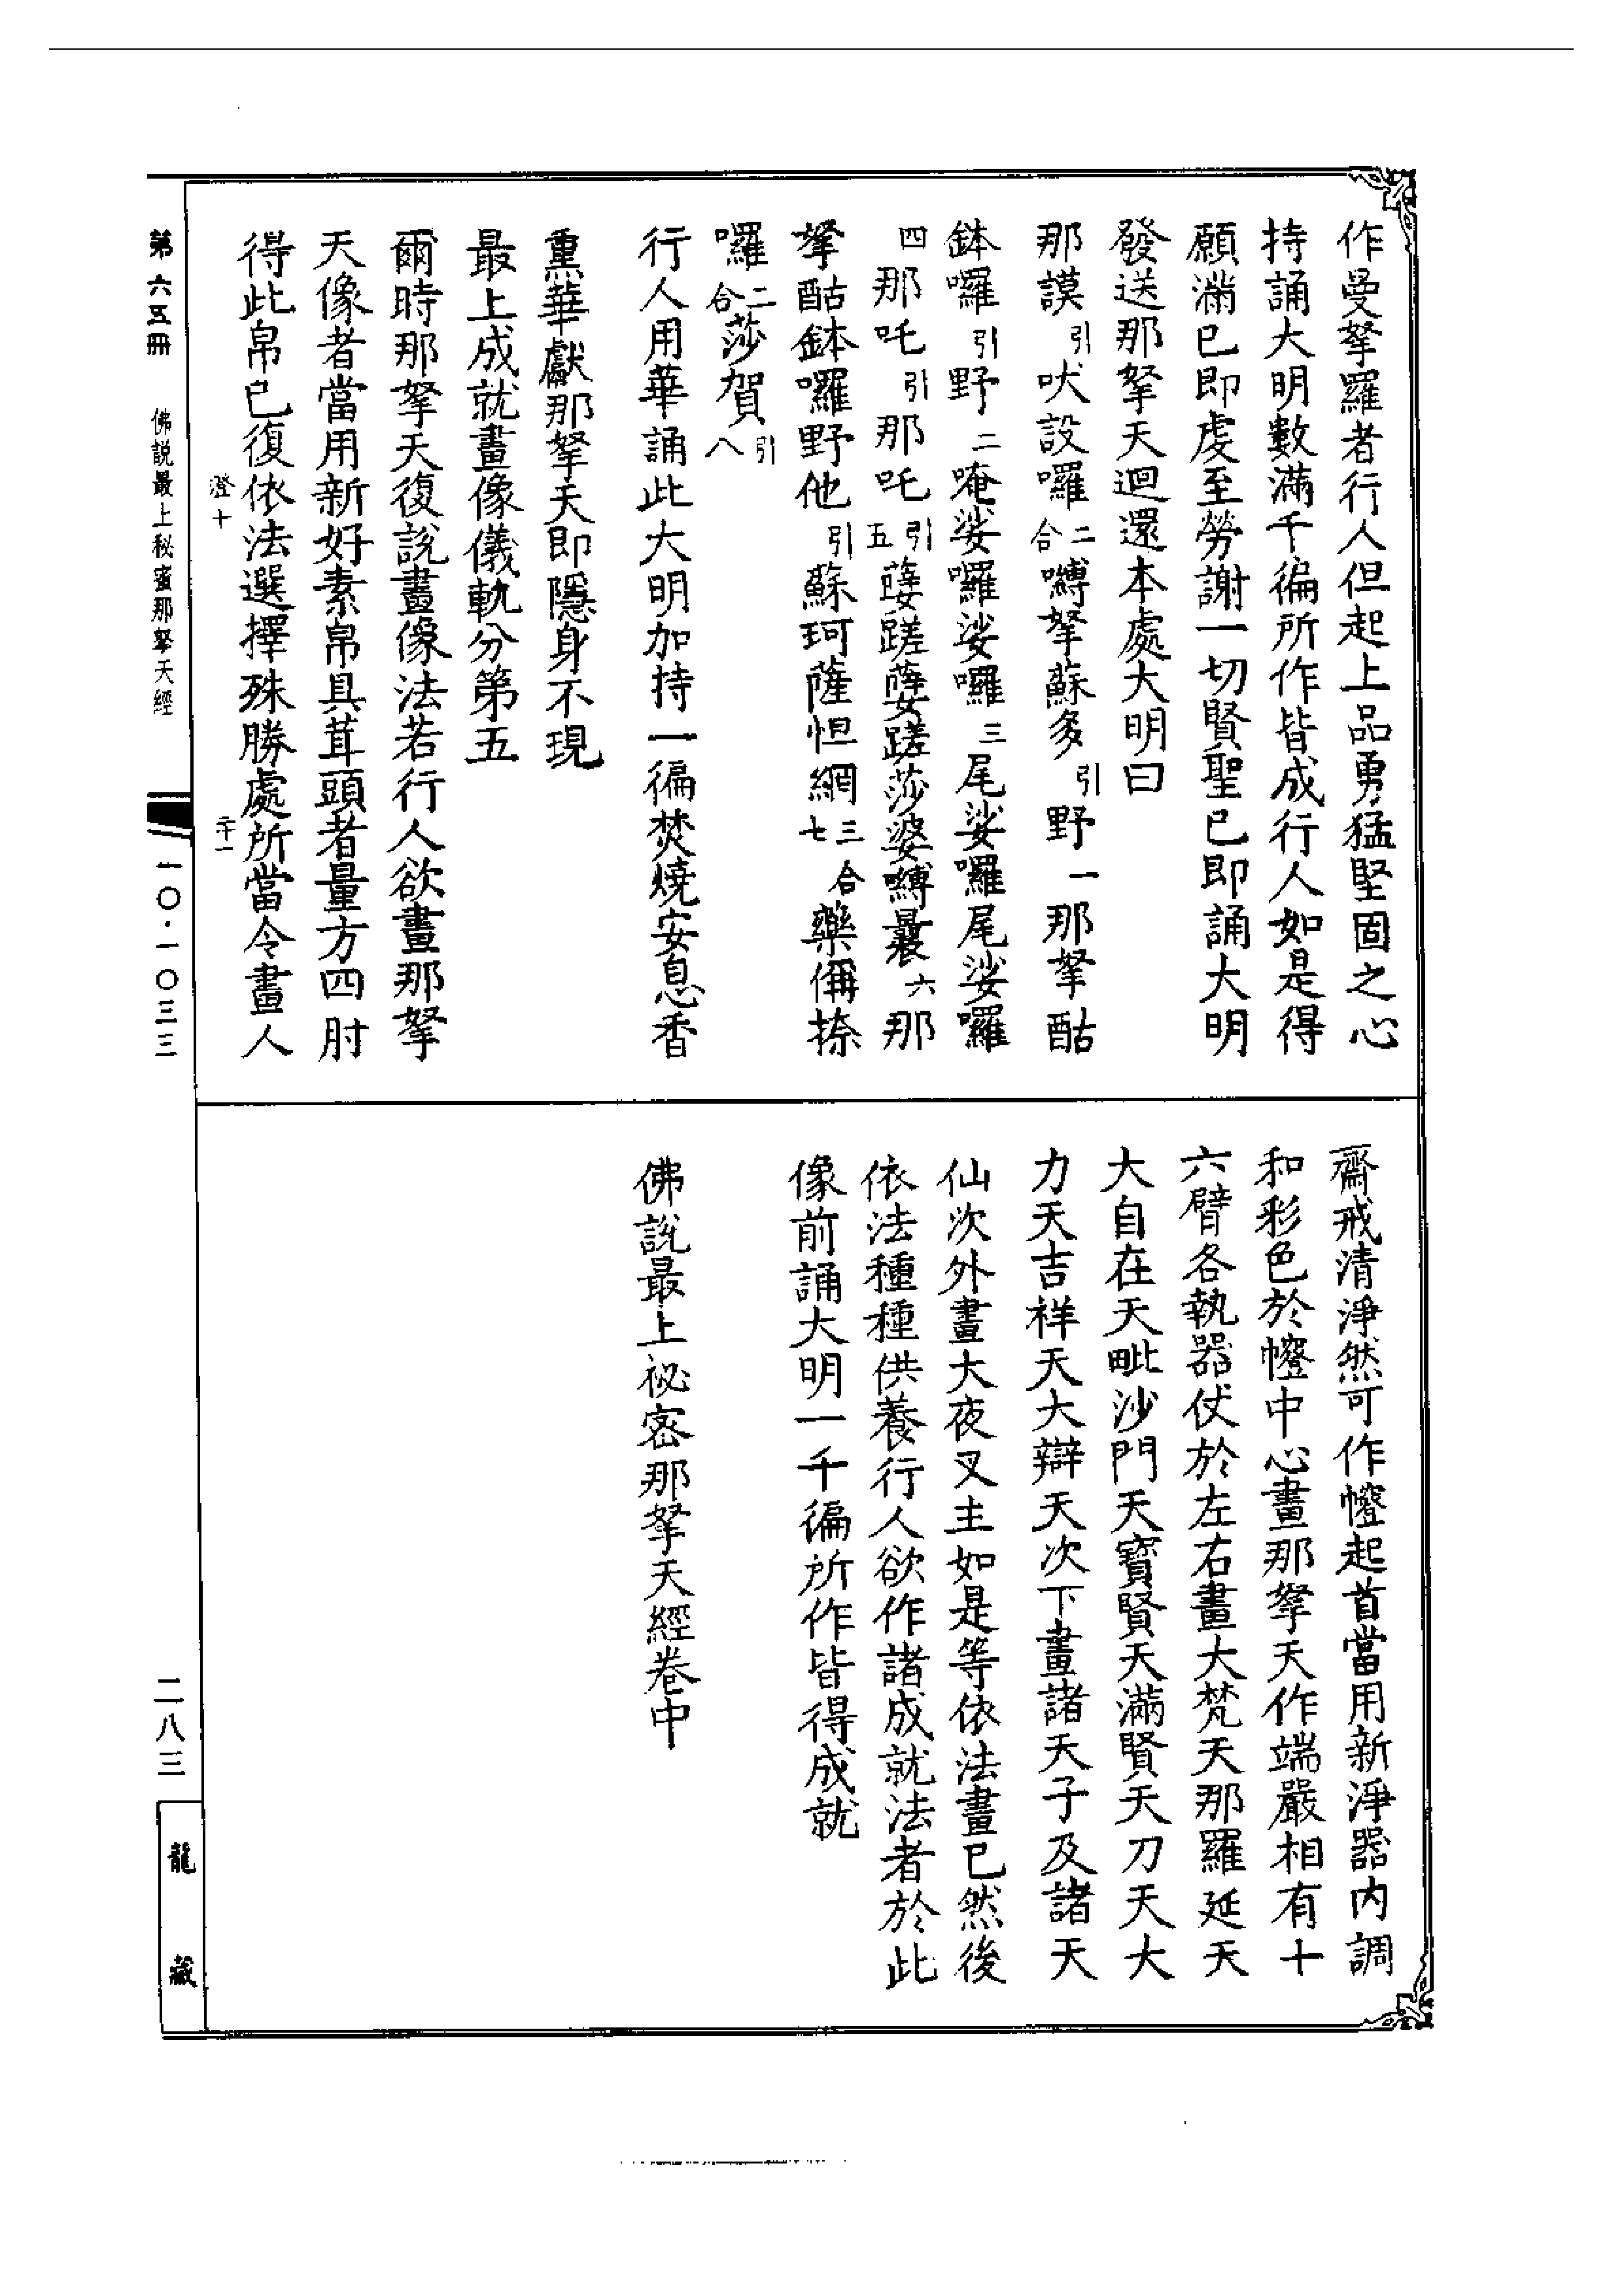 作曼拏羅者行人但起上品勇猛堅固之心
持誦大明數滿千徧所作皆成行人如是得
願滿已即虔至勞謝一切賢聖已即誦大明
發送那拏天迴還本處大明曰
那謨引吠設囉二合嚩拏蘇多引野一那拏酤
鉢囉引野二唵娑囉娑囉三尾娑囉尾娑囉
四那吒引那吒引五蹉蹉莎婆嚩曩六那
拏酤鉢囉野他引蘇珂薩怛網三合七藥偁捺
囉二合莎賀引八
行人用華誦此大明加持一徧焚燒安息香
熏華獻那拏天即隱身不現
最上成就畫像儀軌分第五
爾時那拏天復說畫像法若行人欲畫那拏
天像者當用新好素帛具茸頭者量方四肘
得此帛已復依法選擇殊勝處所當令畫人
澄十
二十一
齋戒清淨然可作㡧起首當用新淨器內調
和彩色於㡧中心畫那拏天作端嚴相有十
六臂各執器仗於左右畫大梵天那羅延天
大自在天毗沙門天寶賢天滿賢天刀天大
力天吉祥天大辯天次下畫諸天子及諸天
仙次外畫大夜叉主如是等依法畫已然後
依法種種供養行人欲作諸成就法者於此
像前誦大明一千徧所作皆得成就
佛說最上祕密那拏天經卷中
第六五冊 佛說最上秘蜜那拏天經
一〇·一〇三三
二八三
龍藏